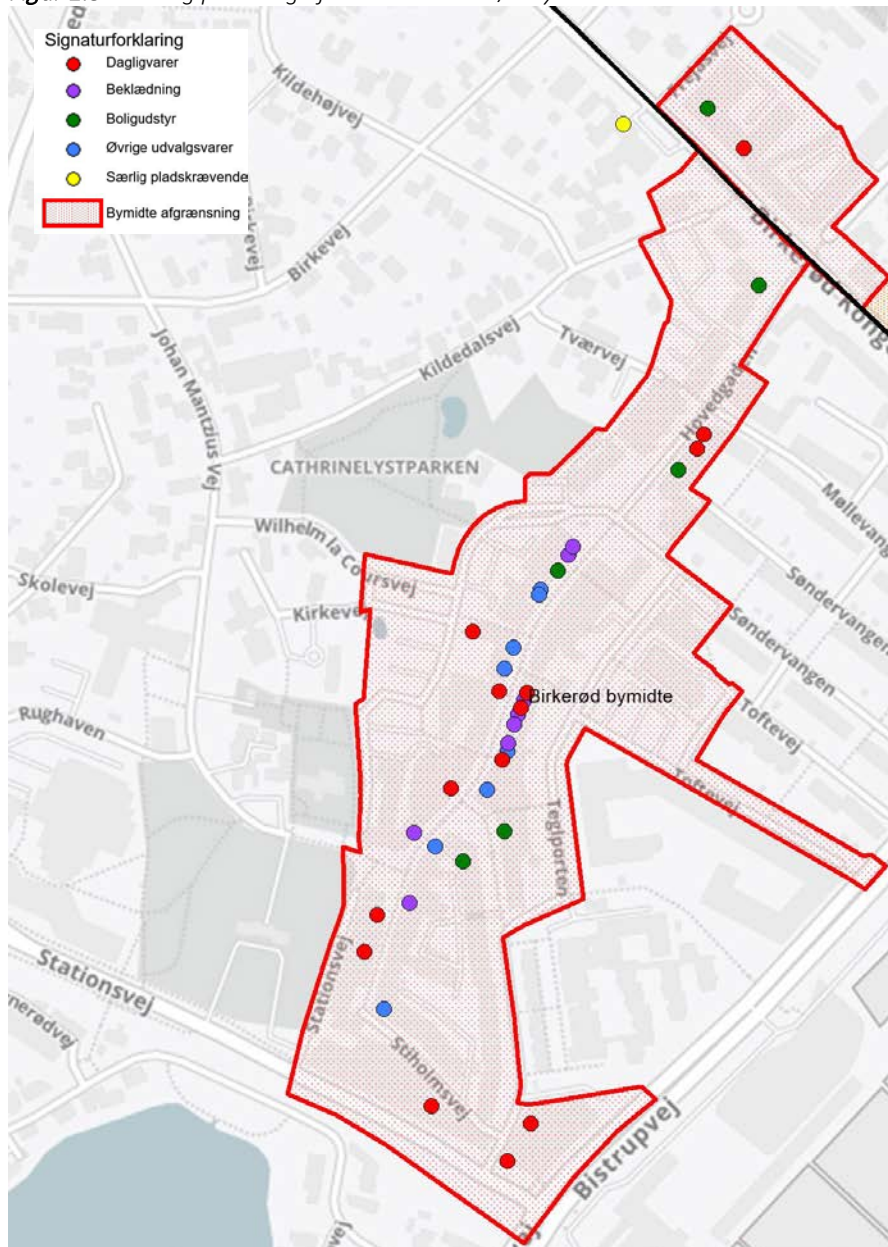 Signaturforklaring
Dagligvarer
Beklædning
Boligudstyr
Øvrige udvalgsvarer
Særlig pladskrævende
Bymidte afgrænsning
Kildehøjvej
Birkevej
Johan Mantzius Vej
Kildedalsvej
Tværvej
Hovedgaden
CATHRINELYSTPARKEN
Wilhelm la Coursvej
Skolevej
Kirkevej
Rughaven
Møllevang
Søndervangen
Søndervangen
Toftevej
Birkerød bymidte
Toftevej
Teglporten
Stationsvej
Stationsvej
Stiholmsvej
Bistrupvej